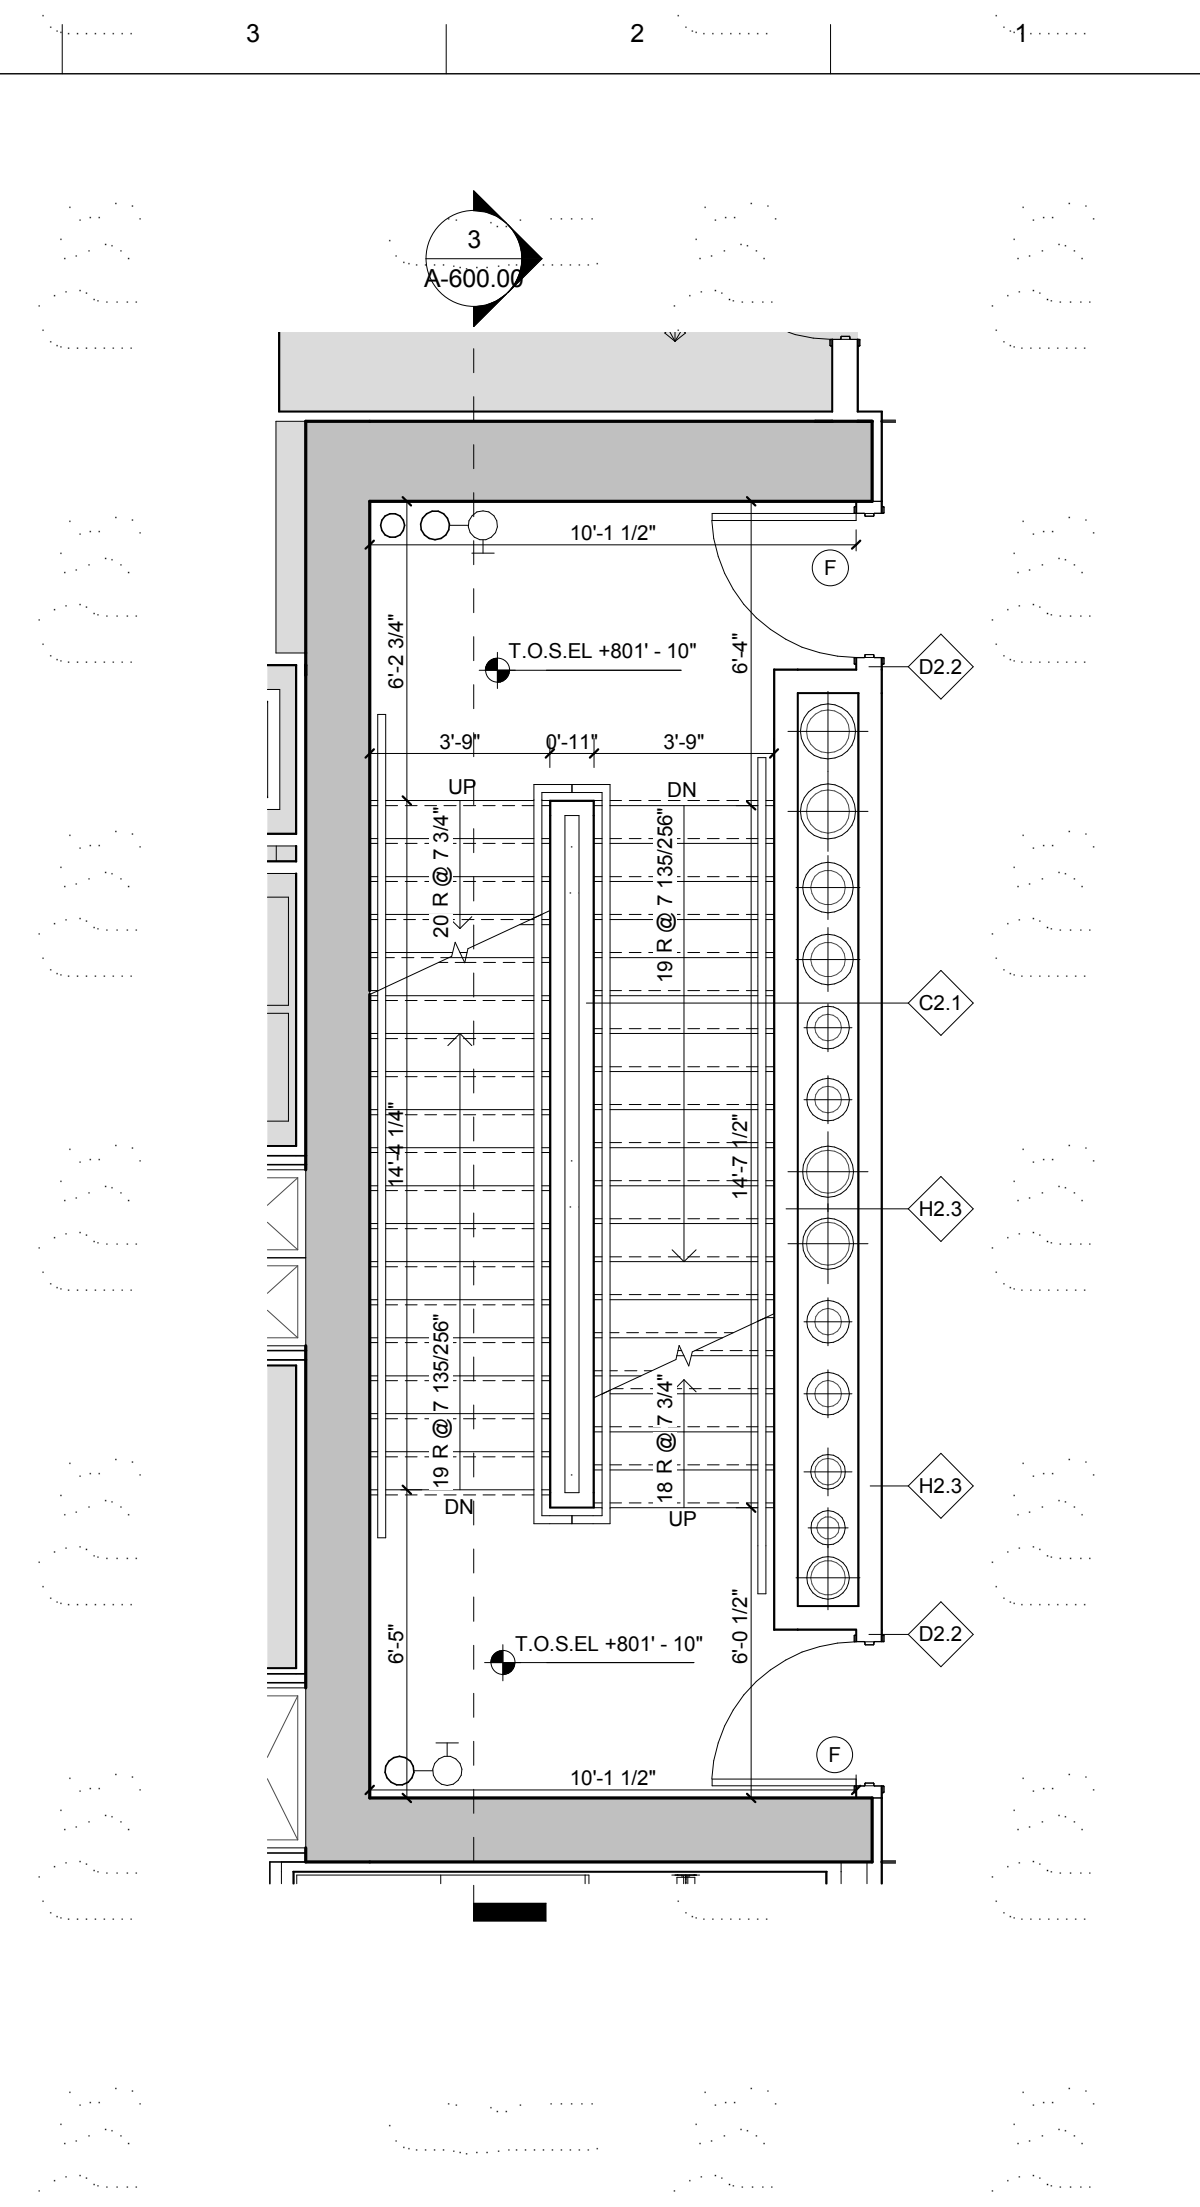 3
2
1
3
A-600.00
10'-1 1/2"
F
6'-2 3/4"
T.O.S.EL +801' - 10"
6'-4"
D2.2
3'-9"
0'-11"
3'-9"
UP
DN
20 R @ 7 3/4"
19 R @ 7 135/256"
C2.1
14'-4 1/4"
14'-7 1/2"
H2.3
19 R @ 7 135/256"
18 R @ 7 3/4"
H2.3
DN
UP
6'-5"
T.O.S.EL +801' - 10"
6'-0 1/2"
D2.2
F
10'-1 1/2"